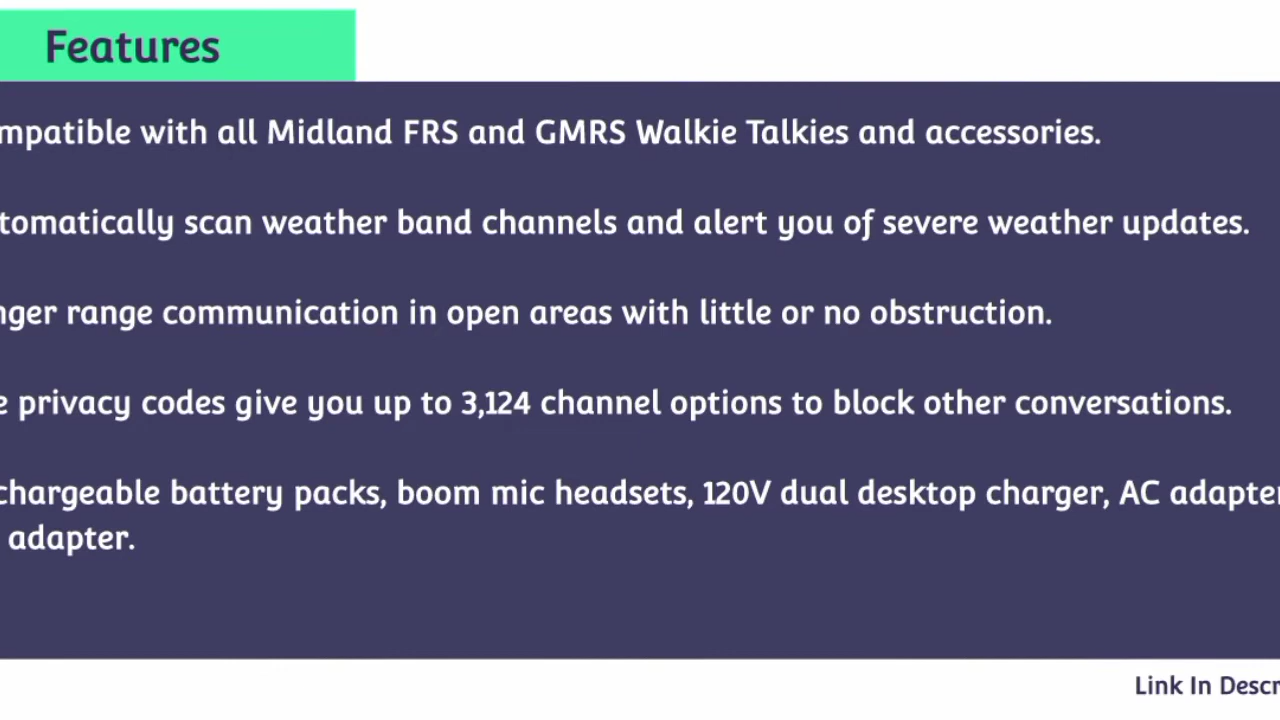 Features
mpatible with all Midland FRS and GMRS Walkie Talkies and accessories.
tomatically scan weather band channels and alert you of severe weather updates.
nger range communication in open areas with little or no obstruction.
e privacy codes give you up to 3,124 channel options to block other conversations.
chargeable battery packs, boom mic headsets, 120V dual desktop charger, AC adapter
adapter.
Link In Descr